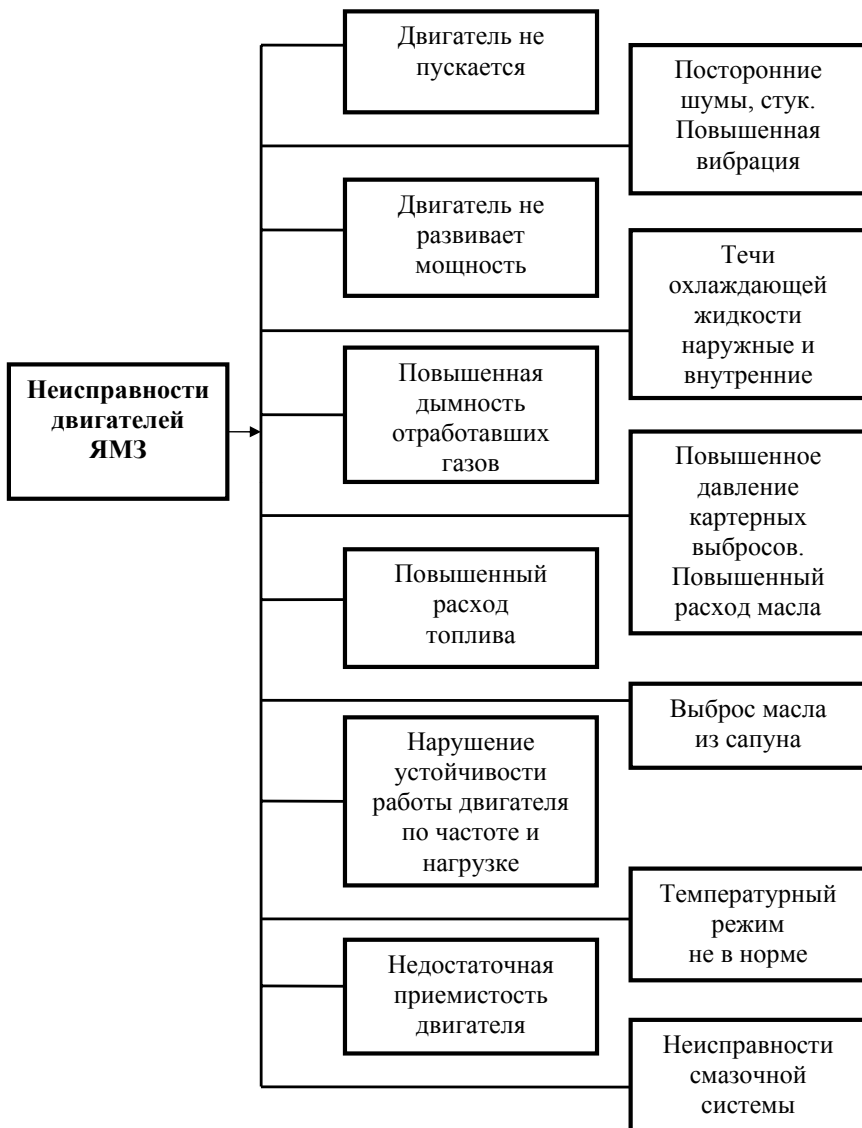 Двигатель не
пускается
Посторонние
шумы, стук.
Повышенная
вибрация
Двигатель не
развивает
мощность
Течи
охлаждающей
жидкости
наружные и
внутренние
Неисправности
двигателей
ЯМЗ
Повышенная
дымность
отработавших
газов
Повышенное
давление
картерных
выбросов.
Повышенный
расход масла
Повышенный
расход
топлива
Выброс масла
из сапуна
Нарушение
устойчивости
работы двигателя
по частоте и
нагрузке
Температурный
режим
не в норме
Недостаточная
приемистость
двигателя
Неисправности
смазочной
системы